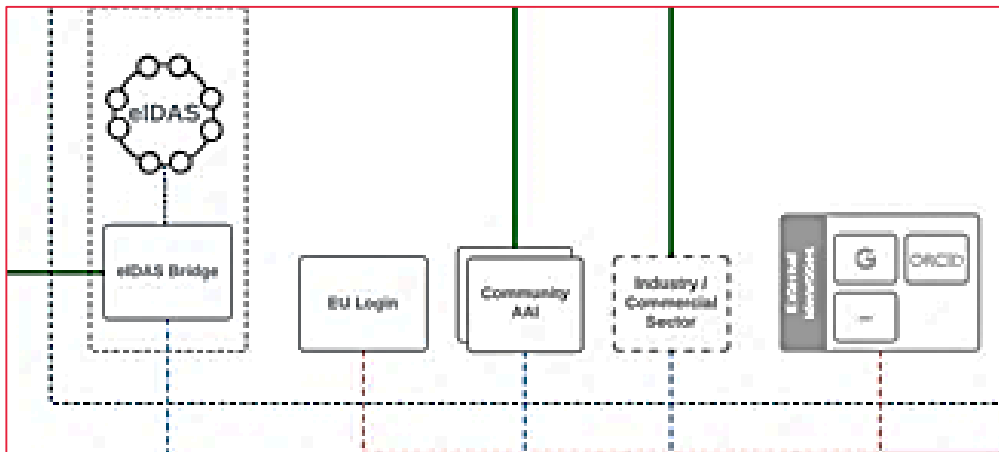 eIDAS
eIDAS Bridge
EU Login
Community
AAI
Industry /
Commercial
Sector
G
ORCID